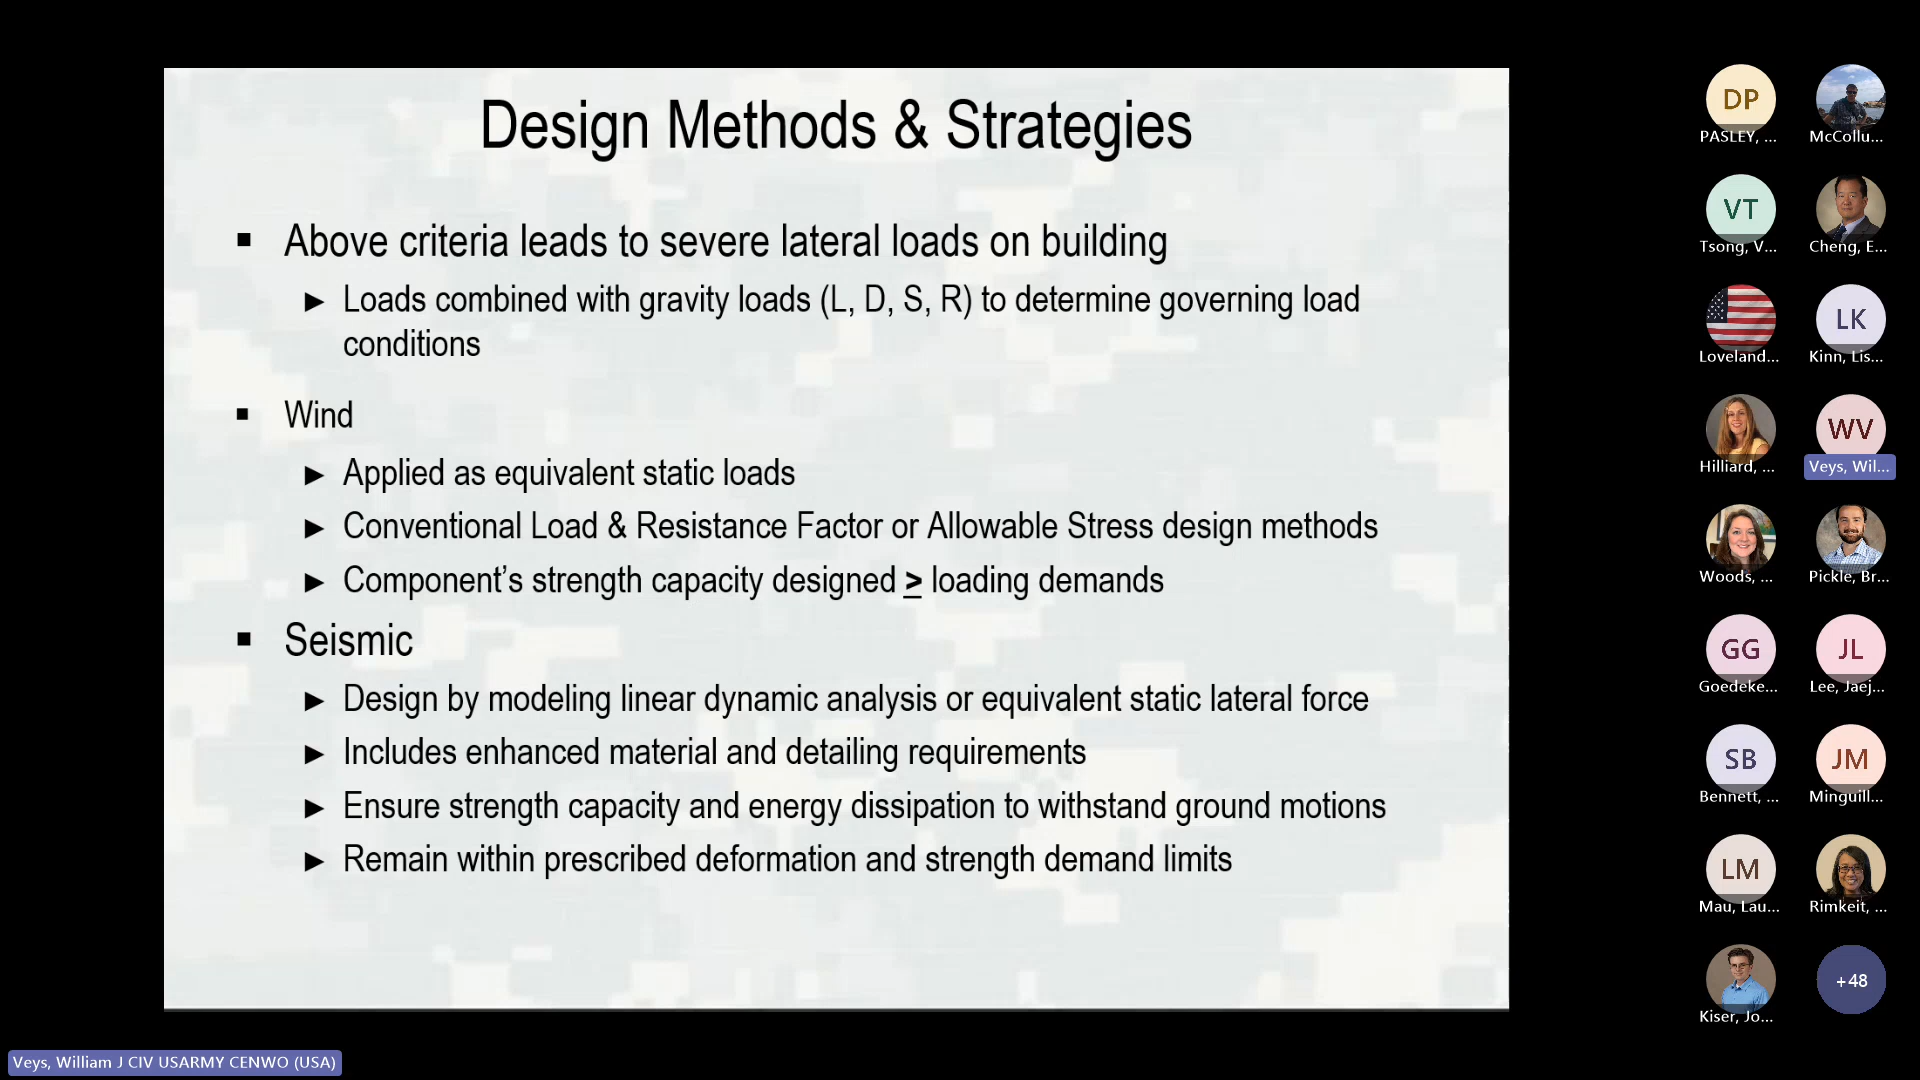 Design Methods & Strategies
▪ Above criteria leads to severe lateral loads on building
► Loads combined with gravity loads (L, D, S, R) to determine governing load
conditions
▪ Wind
► Applied as equivalent static loads
► Conventional Load & Resistance Factor or Allowable Stress design methods
► Component’s strength capacity designed > loading demands
▪ Seismic
► Design by modeling linear dynamic analysis or equivalent static lateral force
► Includes enhanced material and detailing requirements
► Ensure strength capacity and energy dissipation to withstand ground motions
► Remain within prescribed deformation and strength demand limits
DP
PASLEY, ...
McCollu...
VT
Tsong, V...
Cheng, E...
Loveland...
LK
Kinn, Lis...
Hilliard, ...
WV
Veys, Wil...
Woods, ...
Pickle, Br...
GG
Goedeke...
JL
Lee, Jaej...
SB
Bennett, ...
JM
Minguill...
LM
Mau, Lau...
Rimkeit, ...
Kiser, Jo...
+48
Veys, William J CIV USARMY CENWO (USA)